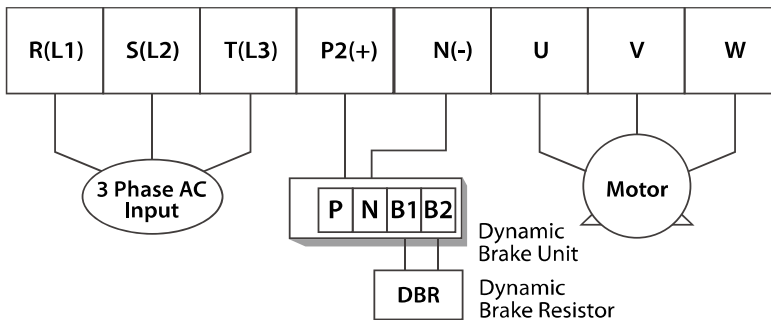 R(L1) S(L2) T(L3) P2(+) N(-) U V W
3 Phase AC
Input
P N B1 B2
Motor
Dynamic
Brake Unit
DBR
Dynamic
Brake Resistor